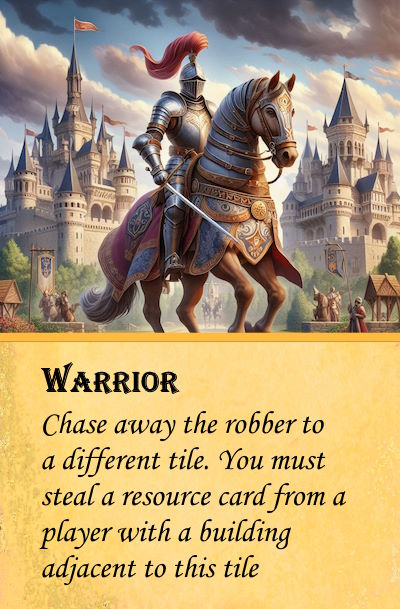 Warrior
Chase away the robber to
a different tile. You must
steal a resource card from a
player with a building
adjacent to this tile